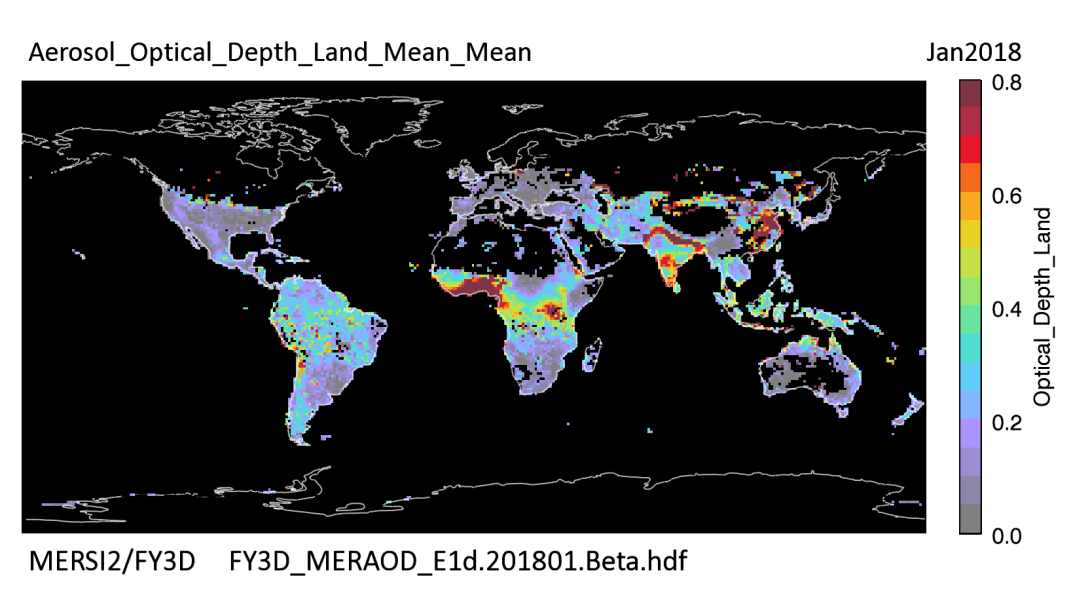 Aerosol_Optical_Depth_Land_Mean_Mean Jan2018
0.8
0.6
0.4
0.2
0.0
Optical_Depth_Land
MERSI2/FY3D FY3D_MERAOD_E1d.201801.Beta.hdf